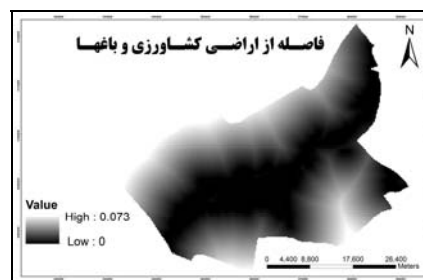 فاصله از اراضی کشاورزی و باغها
N
Value
High : 0.073
Low : 0
0 4,400 8,800 17,600 26,400
Meters